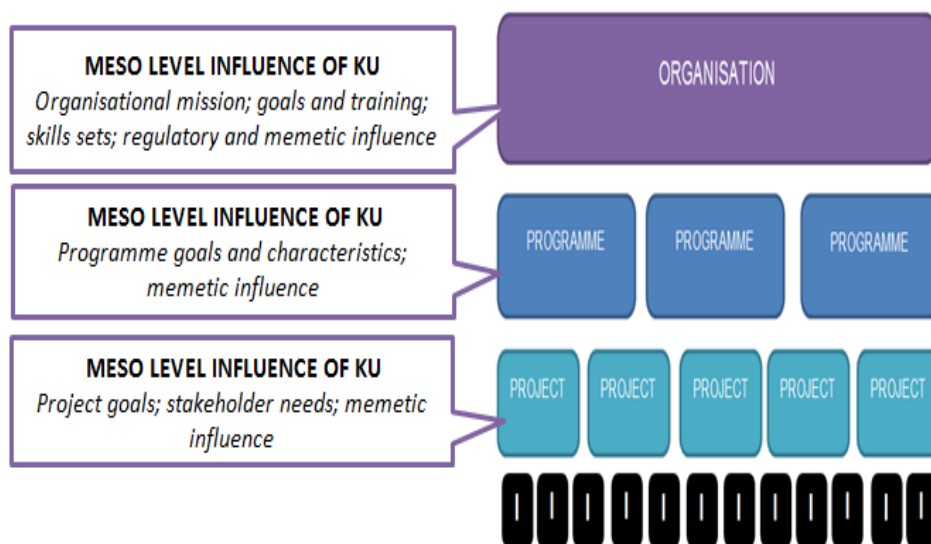 MESO LEVEL INFLUENCE OF KU
Organisational mission; goals and training;
skills sets; regulatory and memetic influence
ORGANISATION
MESO LEVEL INFLUENCE OF KU
Programme goals and characteristics;
memetic influence
PROGRAMME
PROGRAMME
PROGRAMME
MESO LEVEL INFLUENCE OF KU
Project goals; stakeholder needs; memetic
influence
PROJECT
PROJECT
PROJECT
PROJECT
PROJECT
I
I
I
I
I
I
I
I
I
I
I
I